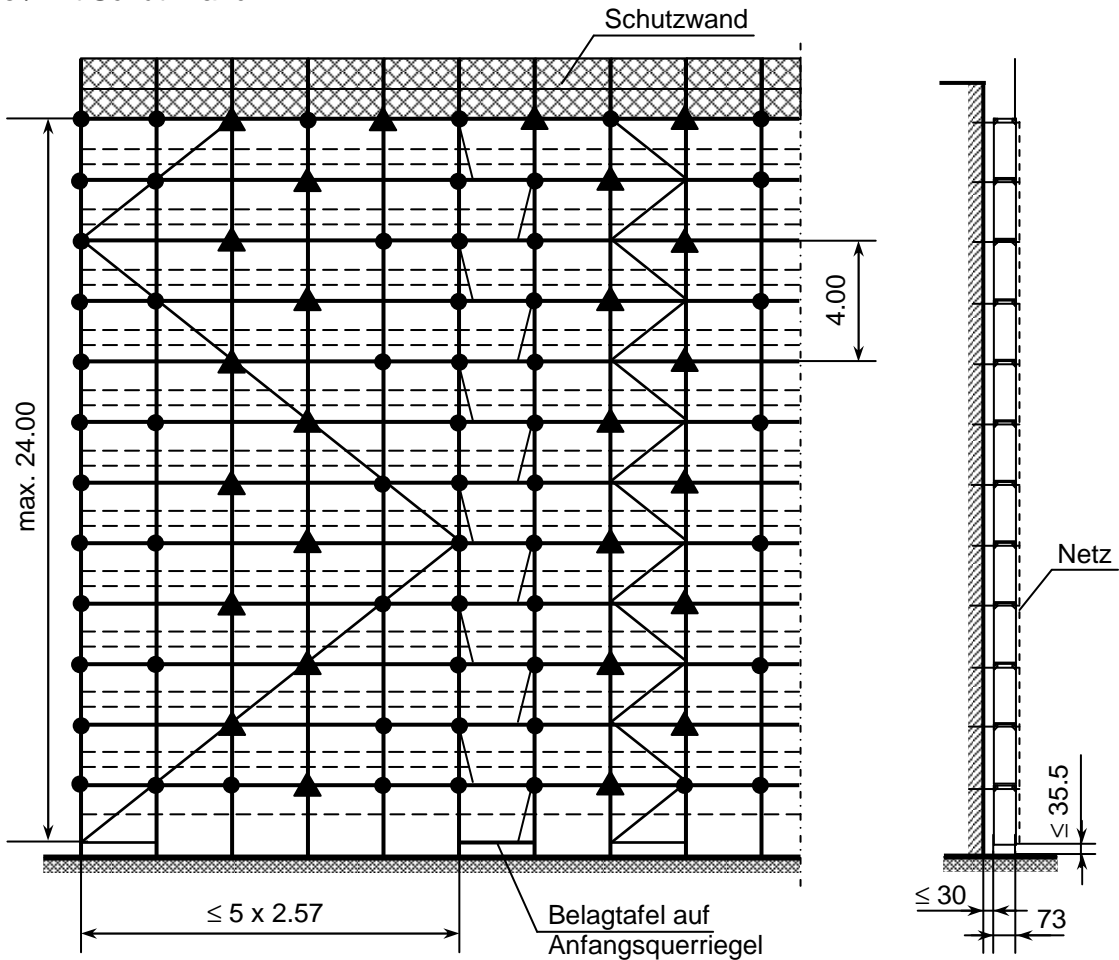 Schutzwand
4.00
max. 24.00
Netz
≤ 35.5
≤ 30
73
≤ 5 x 2.57
Belagtafel auf
Anfangsquerriegel